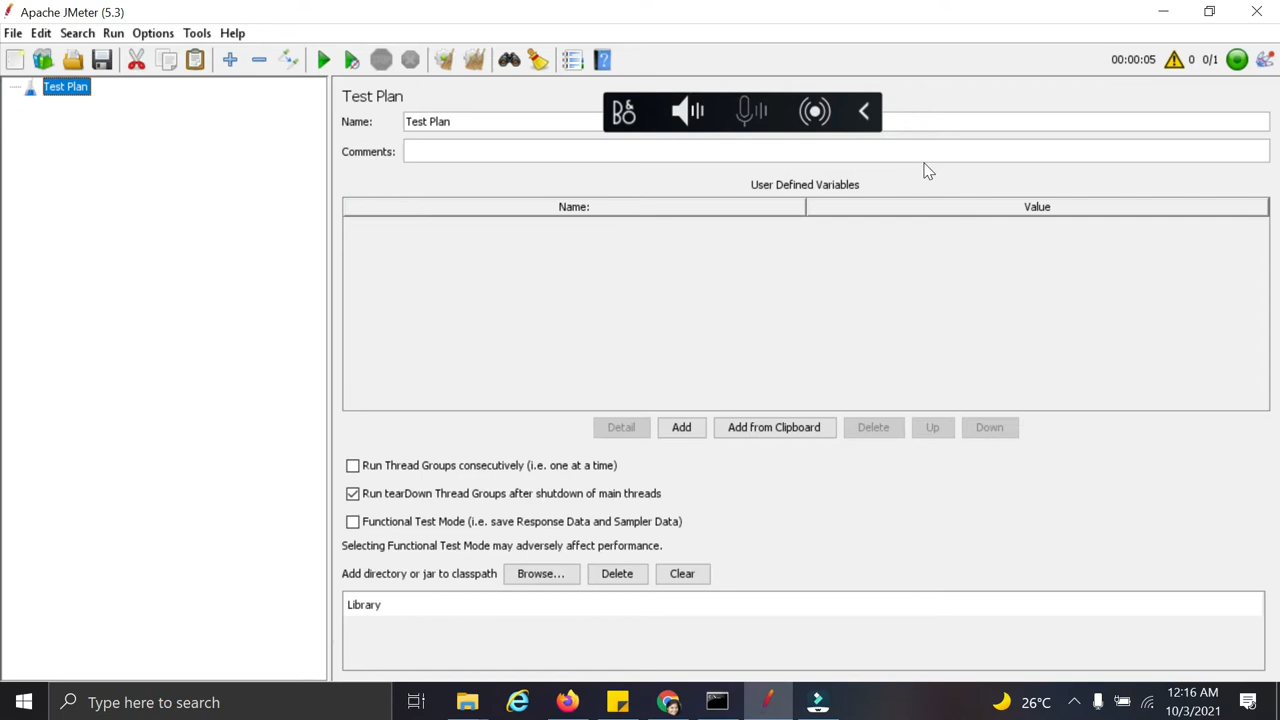 Apache JMeter (5.3)
File Edit Search Run Options Tools Help
00:00:05 0 0/1
Test Plan
Test Plan
Name: Test Plan
B&O
Comments:
User Defined Variables
Name: Value
Detail Add Add from Clipboard Delete Up Down
Run Thread Groups consecutively (i.e. one at a time)
Run tearDown Thread Groups after shutdown of main threads
Functional Test Mode (i.e. save Response Data and Sampler Data)
Selecting Functional Test Mode may adversely affect performance.
Add directory or jar to classpath Browse... Delete Clear
Library
Type here to search
26°C
12:16 AM
10/3/2021